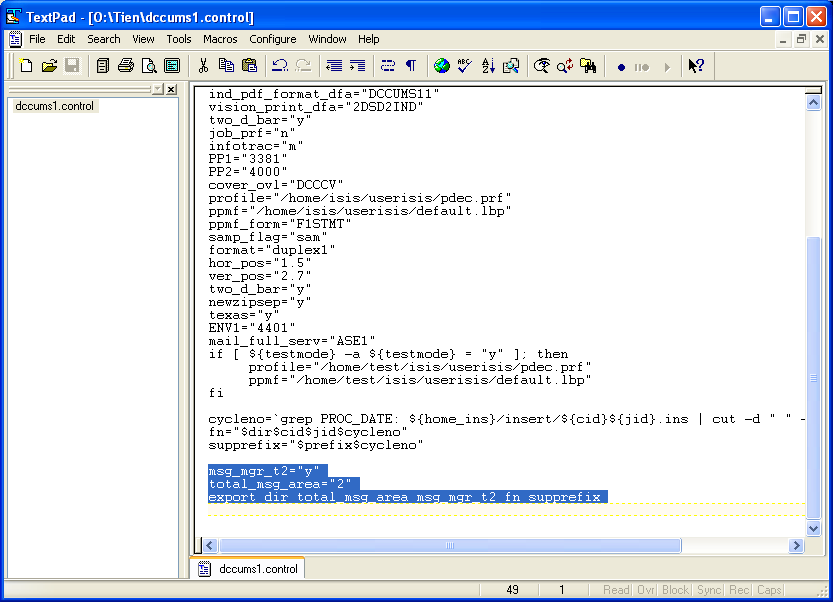 TextPad - [O:\Tien\dccums1.control]
File Edit Search View Tools Macros Configure Window Help
dccums1.control
ind_pdf_format_dfa="DCCUMS11"
vision_print_dfa="2DSD2IND"
two_d_bar="y"
job_prf="n"
infotrac="m"
PP1="3381"
PP2="4000"
cover_ovl="DCCCV"
profile="/home/isis/userisis/pdec.prf"
ppmf="/home/isis/userisis/default.lbp"
ppmf_form="F1STMT"
samp_flag="sam"
format="duplex1"
hor_pos="1.5"
ver_pos="2.7"
two_d_bar="y"
newzipsep="y"
texas="y"
ENV1="4401"
mail_full_serv="ASE1"
if [ ${testmode} -a ${testmode} = "y" ]; then
     profile="/home/test/isis/userisis/pdec.prf"
     ppmf="/home/test/isis/userisis/default.lbp"
fi
cycleno=`grep PROC_DATE: ${home_ins}/insert/${cid}${jid}.ins | cut -d " " -
fn="$dir$cid$jid$cycleno"
supprefix="$prefix$cycleno"
msg_mgr_t2="y"
total_msg_area="2"
export dir total_msg_area msg_mgr_t2 fn supprefix
dccums1.control
49 1 Read Ovr Block Sync Rec Caps